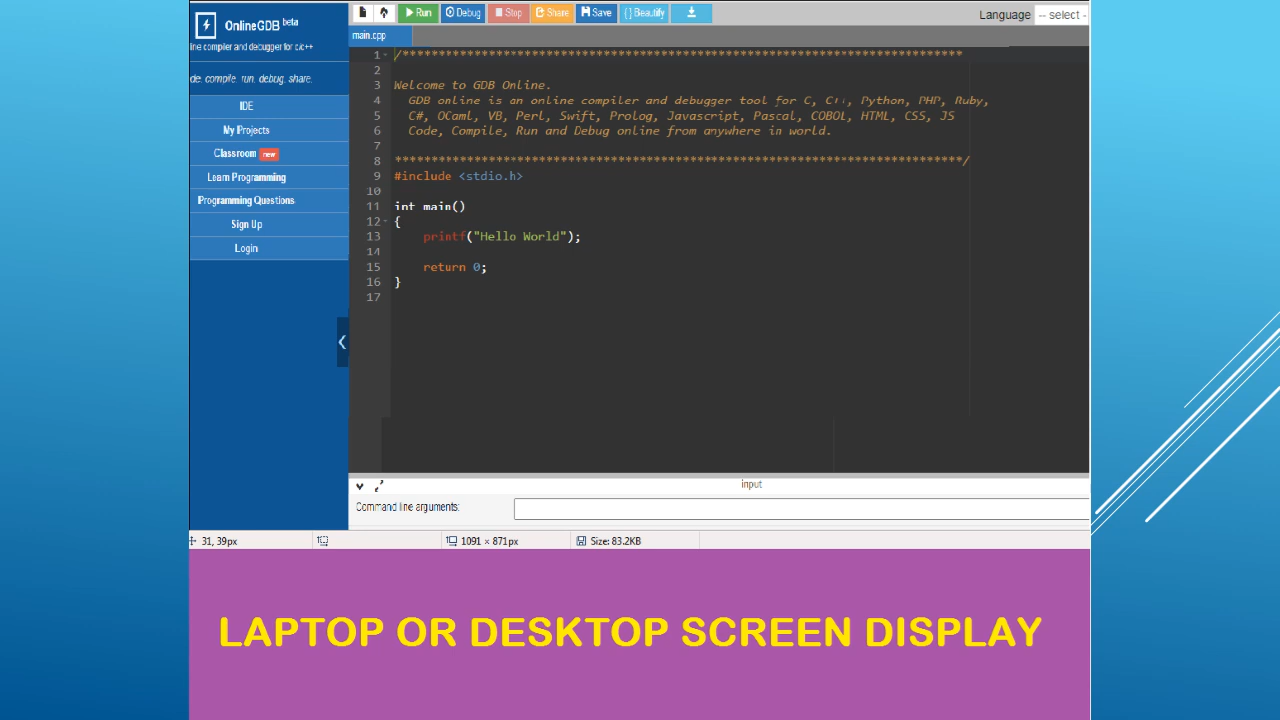 OnlineGDB beta
ine compiler and debugger for c/c++
de. compile. run. debug. share.
IDE
My Projects
Classroom new
Learn Programming
Programming Questions
Sign Up
Login
Run Debug Stop Share Save { } Beautify
Language -- select -
main.cpp
1 /******************************************************************************
2
3 Welcome to GDB Online.
4 GDB online is an online compiler and debugger tool for C, C++, Python, PHP, Ruby,
5 C#, OCaml, VB, Perl, Swift, Prolog, Javascript, Pascal, COBOL, HTML, CSS, JS
6 Code, Compile, Run and Debug online from anywhere in world.
7
8 *******************************************************************************/
9 #include <stdio.h>
10
11 int main()
12 {
13 printf("Hello World");
14
15 return 0;
16 }
17
input
Command line arguments:
31, 39px
1091 × 871px
Size: 83.2KB
LAPTOP OR DESKTOP SCREEN DISPLAY